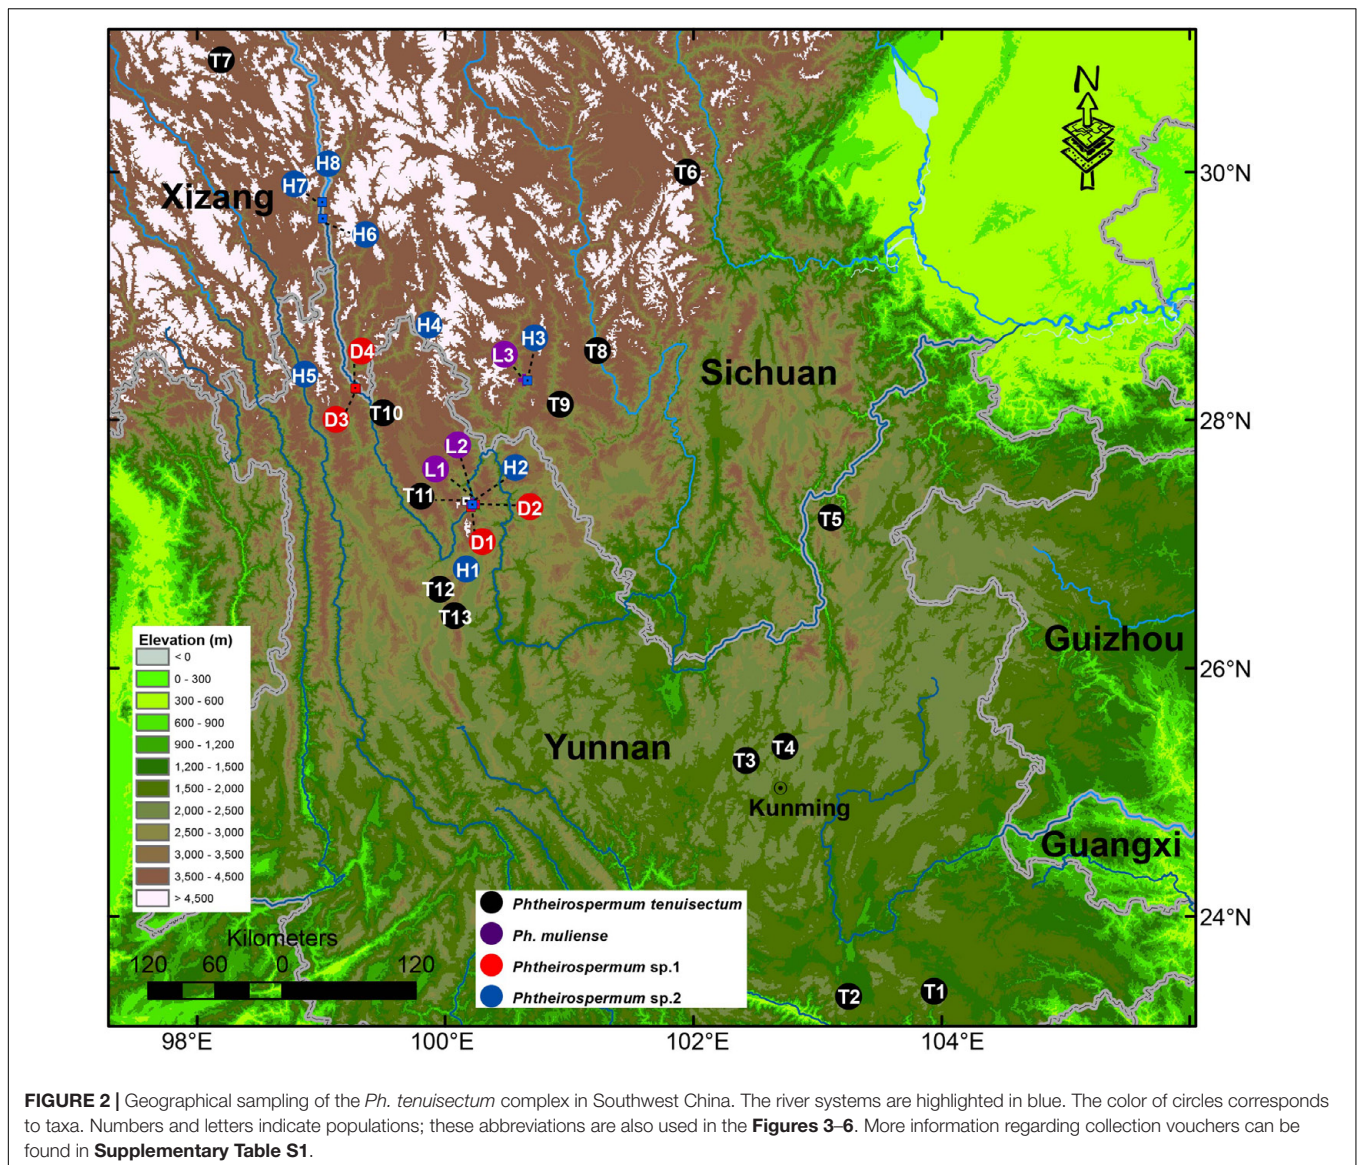 T7
N
H8
H7
Xizang
T6
30°N
H6
H4
H3
D4
L3
T8
Sichuan
H5
T9
D3
T10
28°N
L2
L1
H2
T11
D2
T5
D1
H1
T12
T13
Elevation (m)
< 0
0 - 300
300 - 600
600 - 900
900 - 1,200
1,200 - 1,500
1,500 - 2,000
2,000 - 2,500
2,500 - 3,000
3,000 - 3,500
3,500 - 4,500
> 4,500
Guizhou
26°N
Yunnan
T3
T4
Kunming
Guangxi
24°N
Kilometers
120 60 0 120
Phtheirospermum tenuisectum
Ph. muliense
Phtheirospermum sp.1
Phtheirospermum sp.2
T2
T1
98°E 100°E 102°E 104°E
FIGURE 2 | Geographical sampling of the Ph. tenuisectum complex in Southwest China. The river systems are highlighted in blue. The color of circles corresponds
to taxa. Numbers and letters indicate populations; these abbreviations are also used in the Figures 3–6. More information regarding collection vouchers can be
found in Supplementary Table S1.